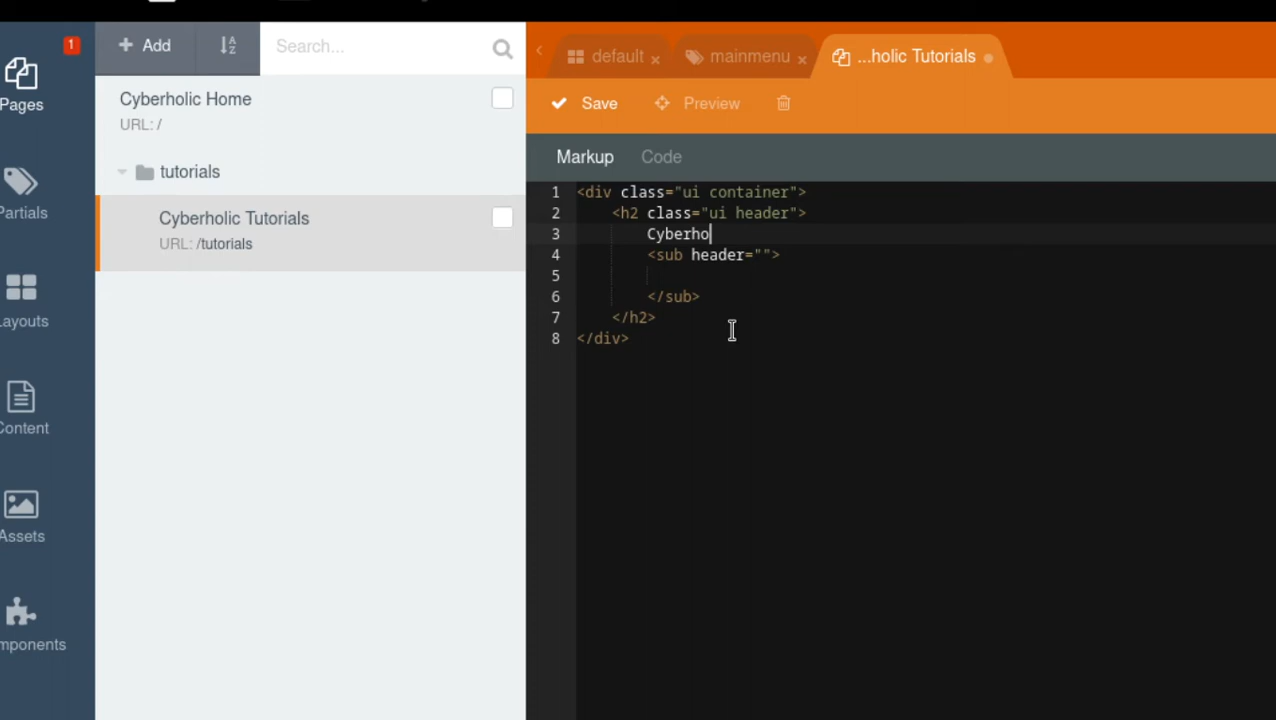 1
Pages
Partials
Layouts
Content
Assets
mponents
+ Add
Search...
Cyberholic Home
URL: /
tutorials
Cyberholic Tutorials
URL: /tutorials
default ×
mainmenu ×
...holic Tutorials
Save
Preview
Markup
Code
1 <div class="ui container">
2 <h2 class="ui header">
3 Cyberho
4 <sub header="">
5
6 </sub>
7 </h2>
8 </div>